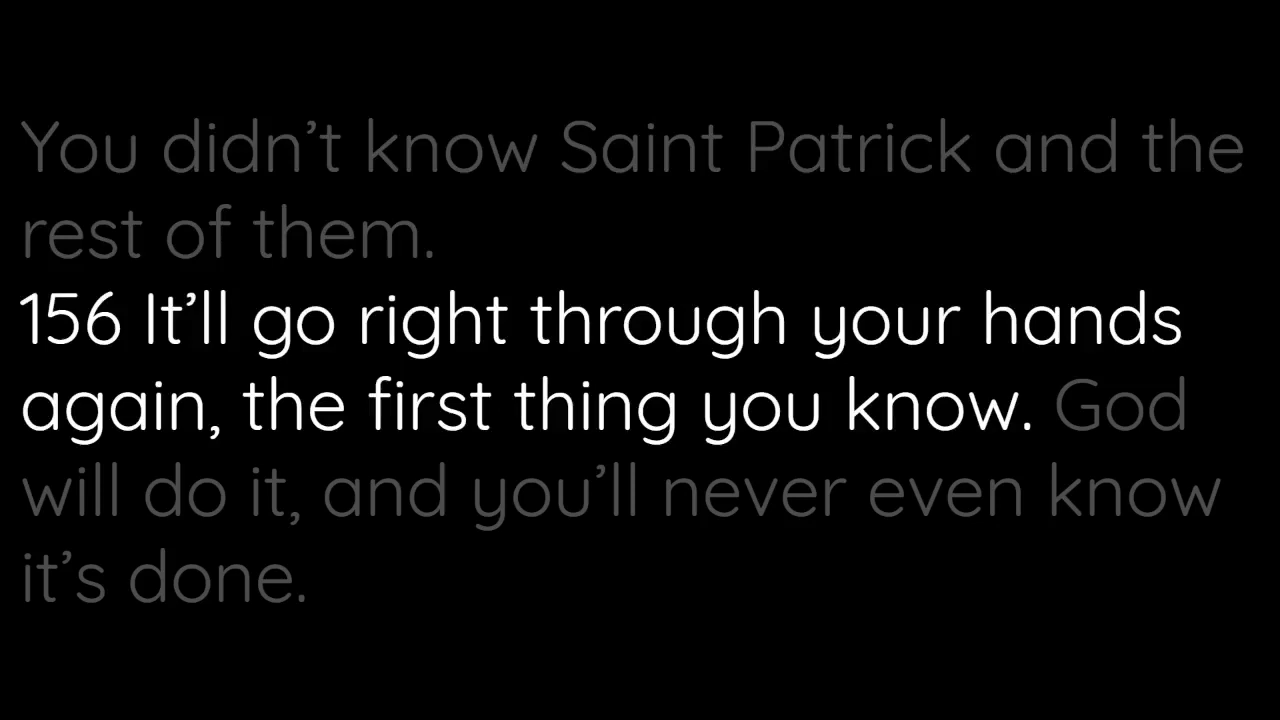 You didn’t know Saint Patrick and the
rest of them.
156 It’ll go right through your hands
again, the first thing you know. God
will do it, and you’ll never even know
it’s done.